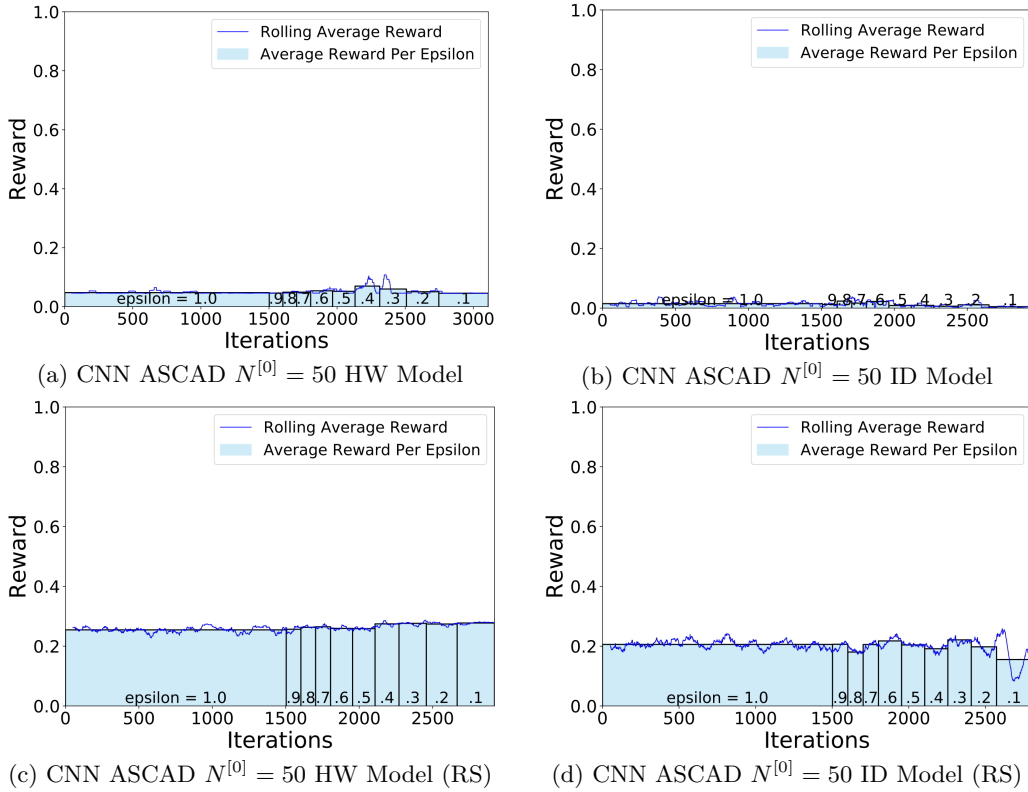 1.0
0.8
0.6
0.4
0.2
0.0
Reward
Rolling Average Reward
Average Reward Per Epsilon
epsilon = 1.0 .9 .8 .7 .6 .5 .4 .3 .2 .1
0 500 1000 1500 2000 2500 3000
Iterations
(a) CNN ASCAD N^[0] = 50 HW Model
1.0
0.8
0.6
0.4
0.2
0.0
Reward
Rolling Average Reward
Average Reward Per Epsilon
epsilon = 1.0 .9 .8 .7 .6 .5 .4 .3 .2 .1
0 500 1000 1500 2000 2500
Iterations
(b) CNN ASCAD N^[0] = 50 ID Model
1.0
0.8
0.6
0.4
0.2
0.0
Reward
Rolling Average Reward
Average Reward Per Epsilon
epsilon = 1.0 .9 .8 .7 .6 .5 .4 .3 .2 .1
0 500 1000 1500 2000 2500
Iterations
(c) CNN ASCAD N^[0] = 50 HW Model (RS)
1.0
0.8
0.6
0.4
0.2
0.0
Reward
Rolling Average Reward
Average Reward Per Epsilon
epsilon = 1.0 .9 .8 .7 .6 .5 .4 .3 .2 .1
0 500 1000 1500 2000 2500
Iterations
(d) CNN ASCAD N^[0] = 50 ID Model (RS)